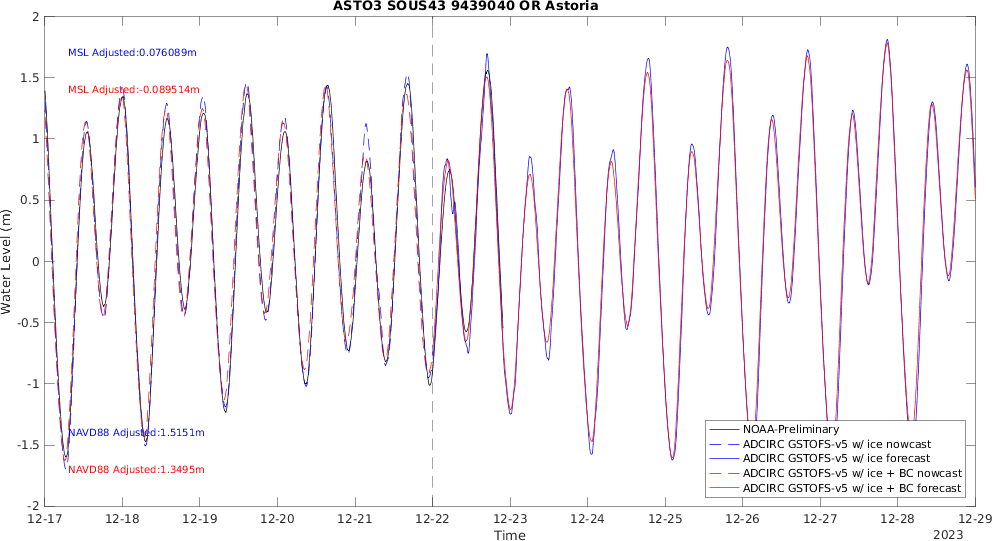 ASTO3 SOUS43 9439040 OR Astoria
MSL Adjusted:0.076089m
MSL Adjusted:-0.089514m
NAVD88 Adjusted:1.5151m
NAVD88 Adjusted:1.3495m
Water Level (m)
2
1.5
1
0.5
0
-0.5
-1
-1.5
-2
NOAA-Preliminary
ADCIRC GSTOFS-v5 w/ ice nowcast
ADCIRC GSTOFS-v5 w/ ice forecast
ADCIRC GSTOFS-v5 w/ ice + BC nowcast
ADCIRC GSTOFS-v5 w/ ice + BC forecast
12-17 12-18 12-19 12-20 12-21 12-22 12-23 12-24 12-25 12-26 12-27 12-28 12-29
Time
2023